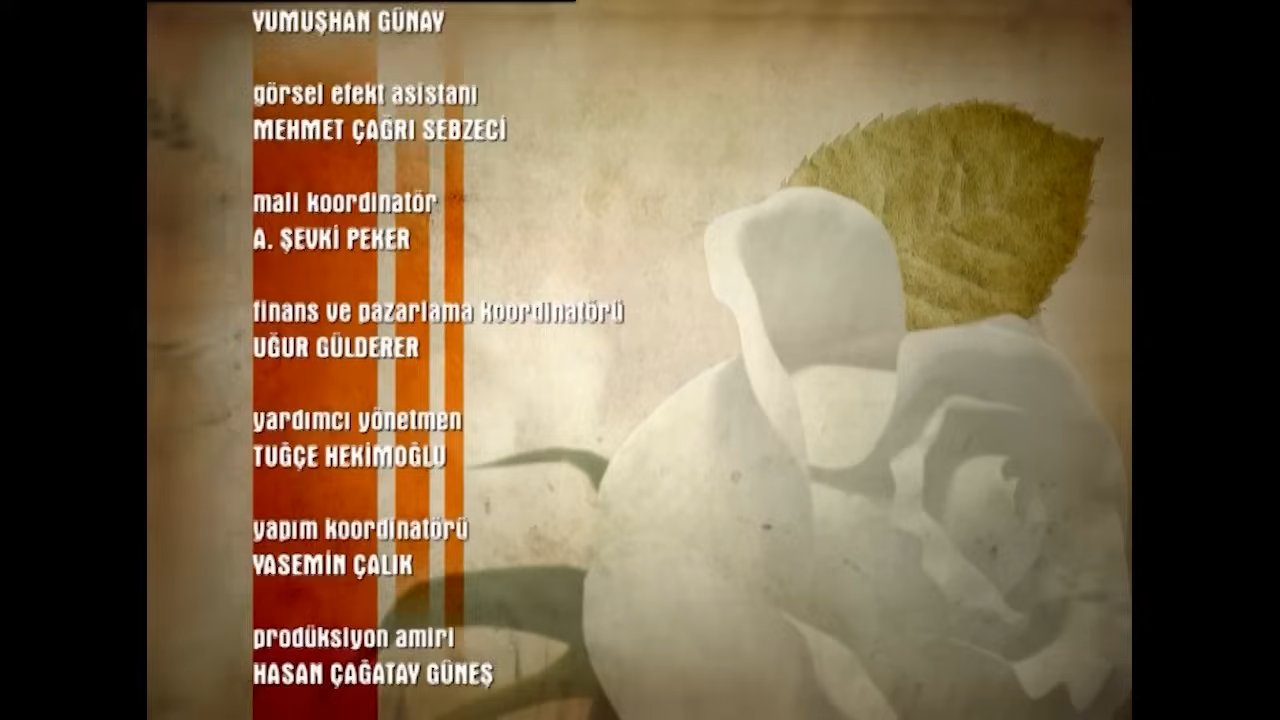 YUMUŞHAN GÜNAY
görsel efekt asistanı
MEHMET ÇAĞRI SEBZECİ
mali koordinatör
A. ŞEVKİ PEKER
finans ve pazarlama koordinatörü
UĞUR GÜLDERER
yardımcı yönetmen
TUĞÇE HEKİMOĞLU
yapım koordinatörü
YASEMİN ÇALIK
prodüksiyon amiri
HASAN ÇAĞATAY GÜNEŞ